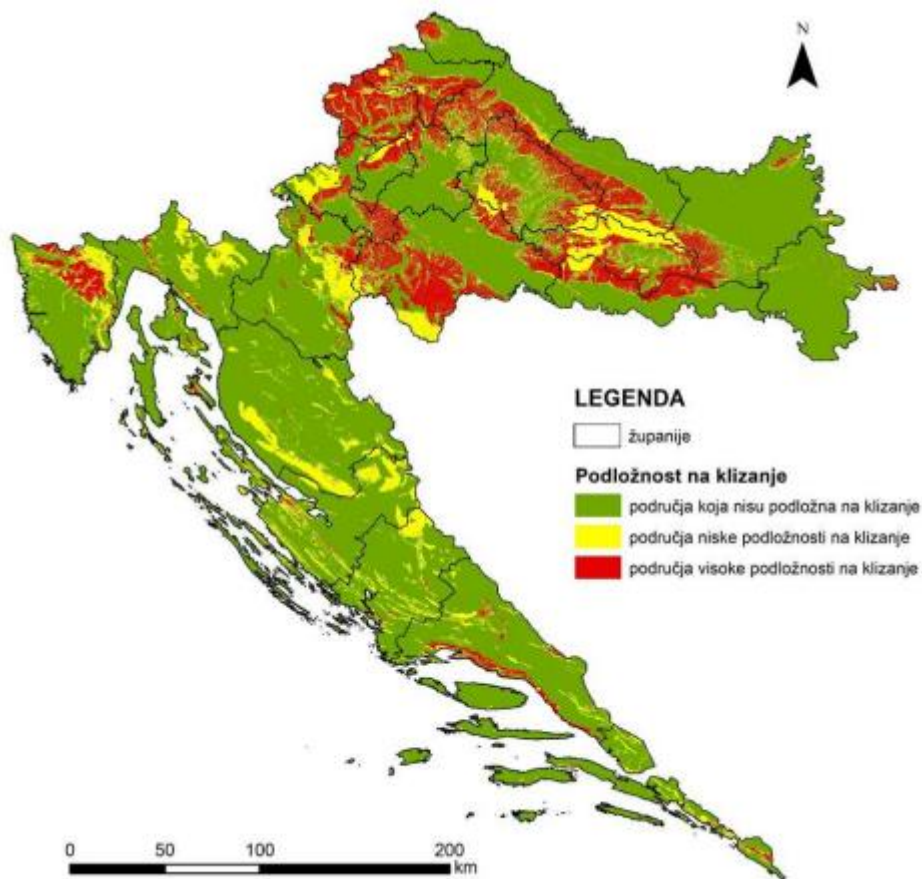 N
LEGENDA
županije
Podložnost na klizanje
područja koja nisu podložna na klizanje
područja niske podložnosti na klizanje
područja visoke podložnosti na klizanje
0 50 100 200
km